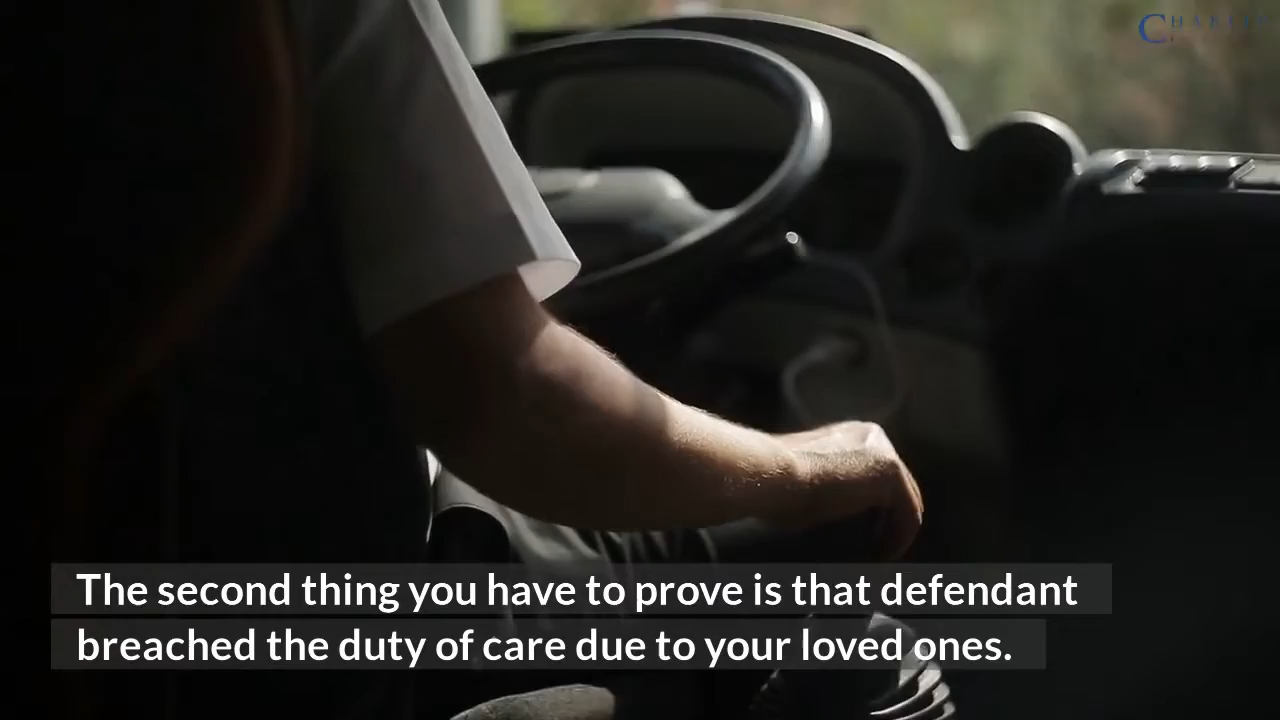 The second thing you have to prove is that defendant
breached the duty of care due to your loved ones.